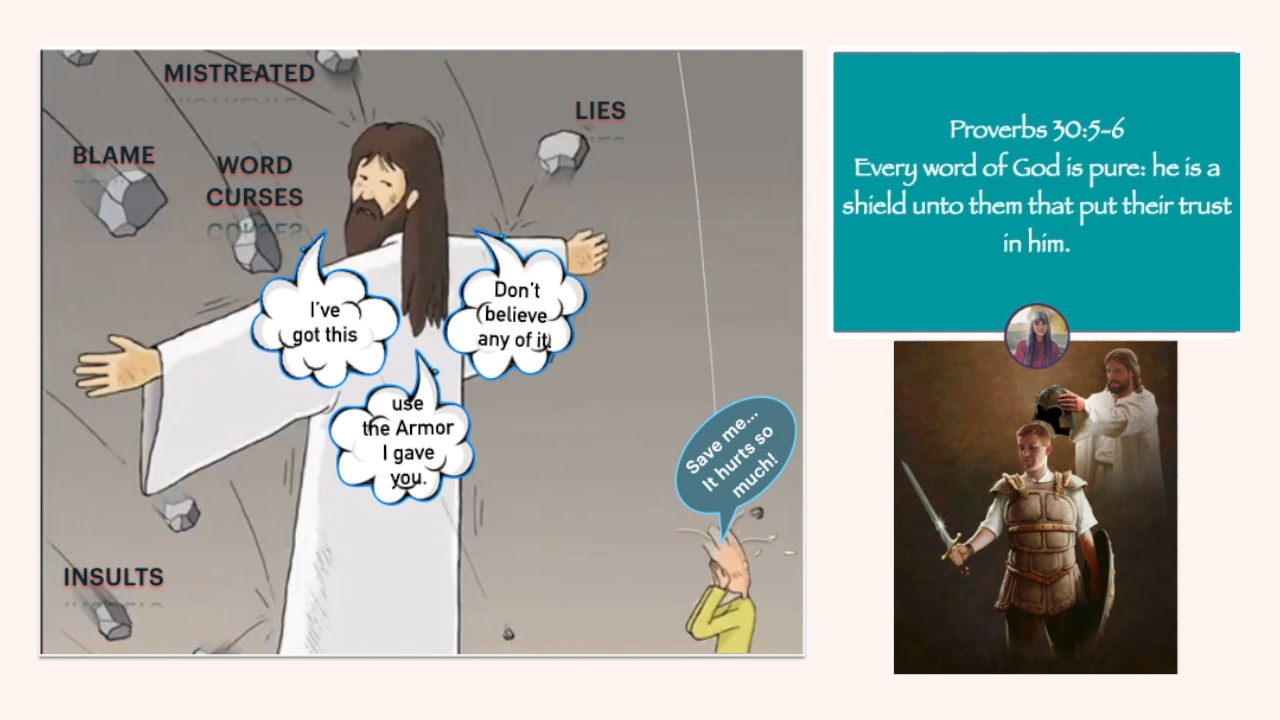 MISTREATED
LIES
BLAME
WORD
CURSES
I've
got this
Don't
believe
any of it!
use
the Armor
I gave
you.
Save me...
It hurts so
much!
INSULTS
Proverbs 30:5-6
Every word of God is pure: he is a
shield unto them that put their trust
in him.